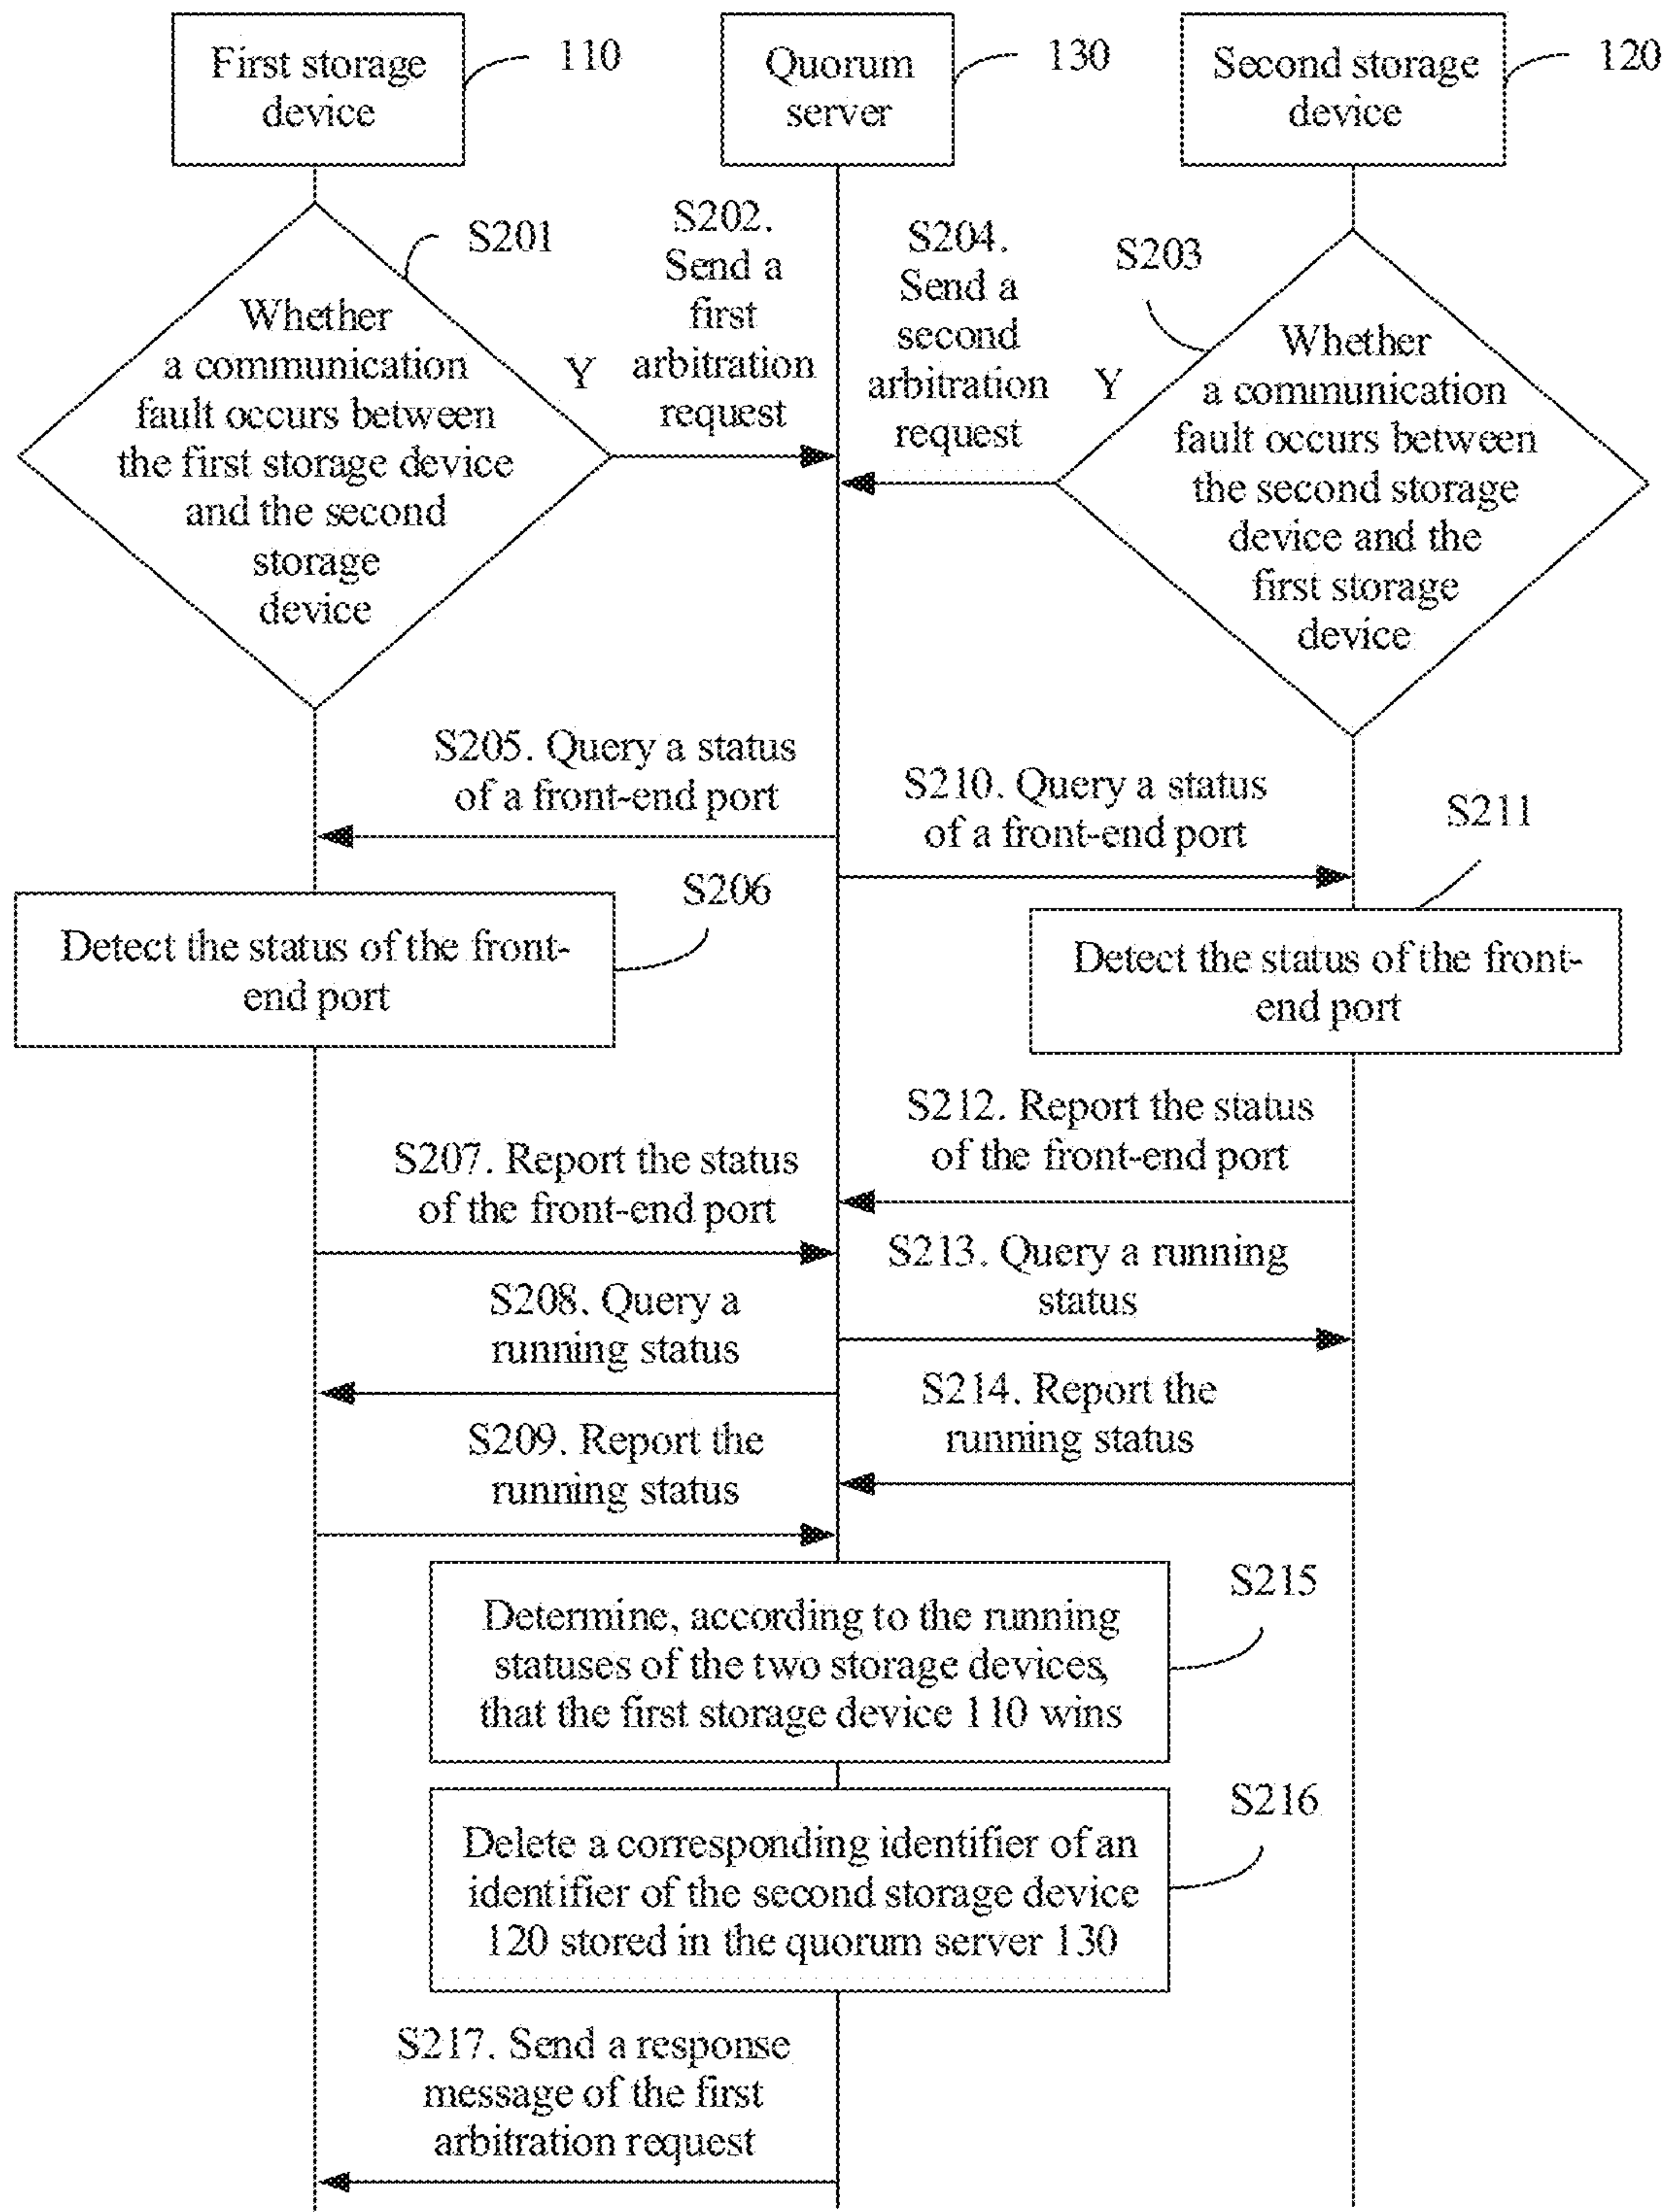 First storage
device
110
Quorum
server
130
Second storage
device
120
S201
Whether
a communication
fault occurs between
the first storage device
and the second
storage
device
Y
S202.
Send a
first
arbitration
request
S204.
Send a
second
arbitration
request
Y
S203
Whether
a communication
fault occurs between
the second storage
device and the
first storage
device
S205. Query a status
of a front-end port
S210. Query a status
of a front-end port
S211
S206
Detect the status of the front-
end port
Detect the status of the front-
end port
S212. Report the status
of the front-end port
S207. Report the status
of the front-end port
S213. Query a running
status
S208. Query a
running status
S214. Report the
running status
S209. Report the
running status
S215
Determine, according to the running
statuses of the two storage devices,
that the first storage device 110 wins
S216
Delete a corresponding identifier of an
identifier of the second storage device
120 stored in the quorum server 130
S217. Send a response
message of the first
arbitration request